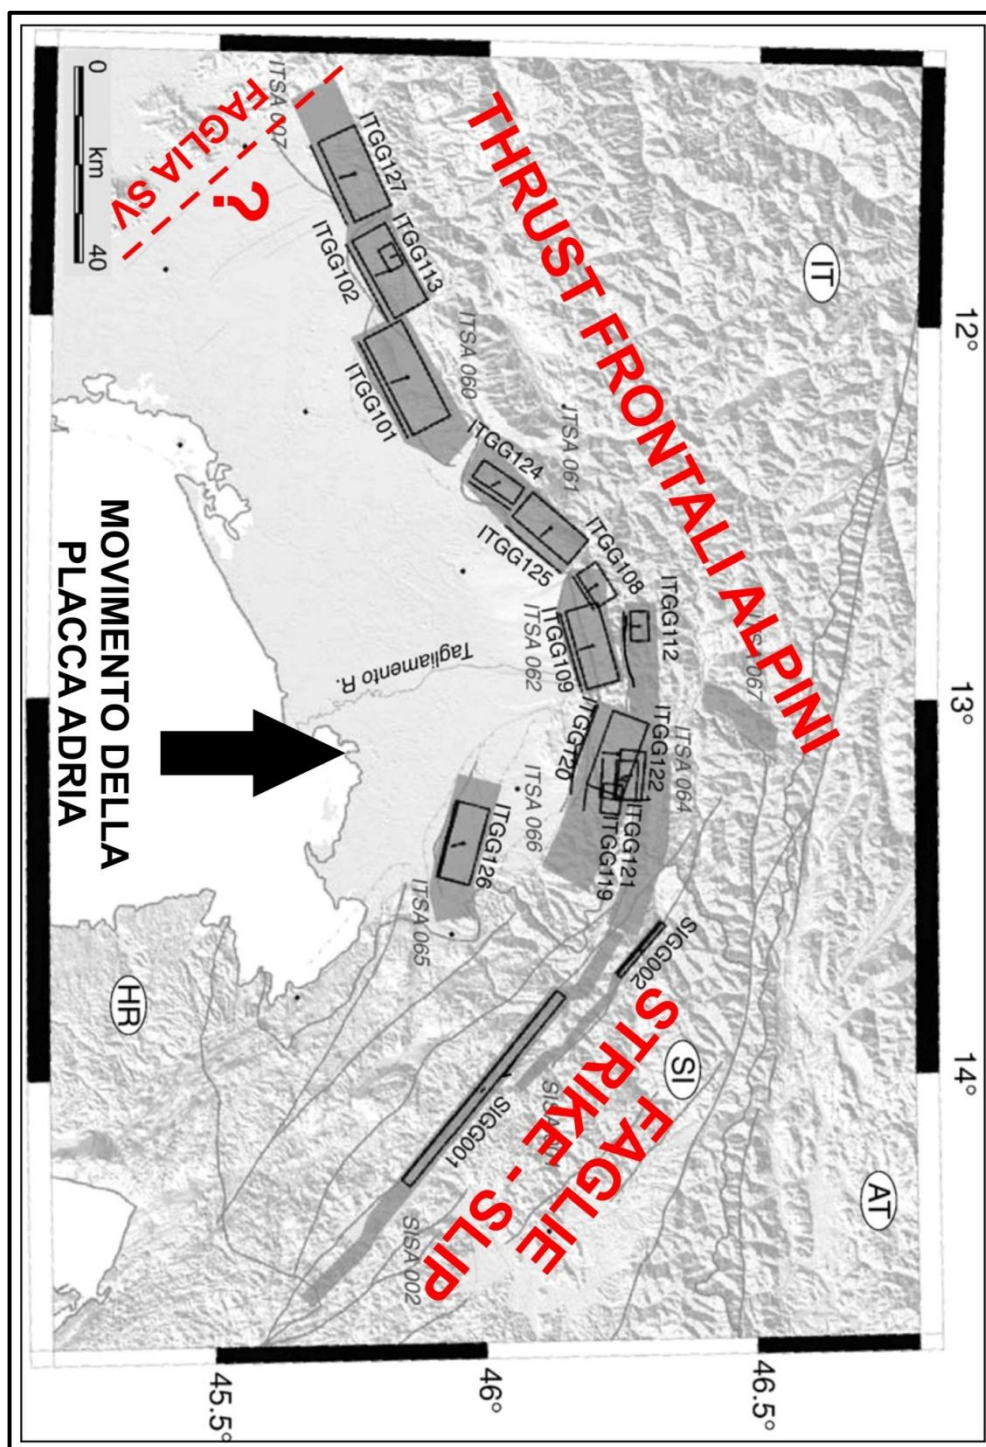 THRUST FRONTALI ALPINI
FAGLIE
STRIKE - SLIP
FAGLIA SV
?
MOVIMENTO DELLA
PLACCA ADRIA
IT
AT
SI
HR
12°
13°
14°
46.5°
46°
45.5°
0
km
40
ITSA 007
ITGG127
ITGG113
ITGG102
ITSA 060
ITGG101
ITGG124
ITSA 061
ITGG125
ITGG108
ITGG112
ITGG109
ITSA 062
ITSA 067
ITGG120
ITGG122
ITSA 064
ITGG121
ITGG119
ITSA 066
ITGG126
ITSA 065
Tagliamento R.
SIGG002
SIGG001
SISA 002